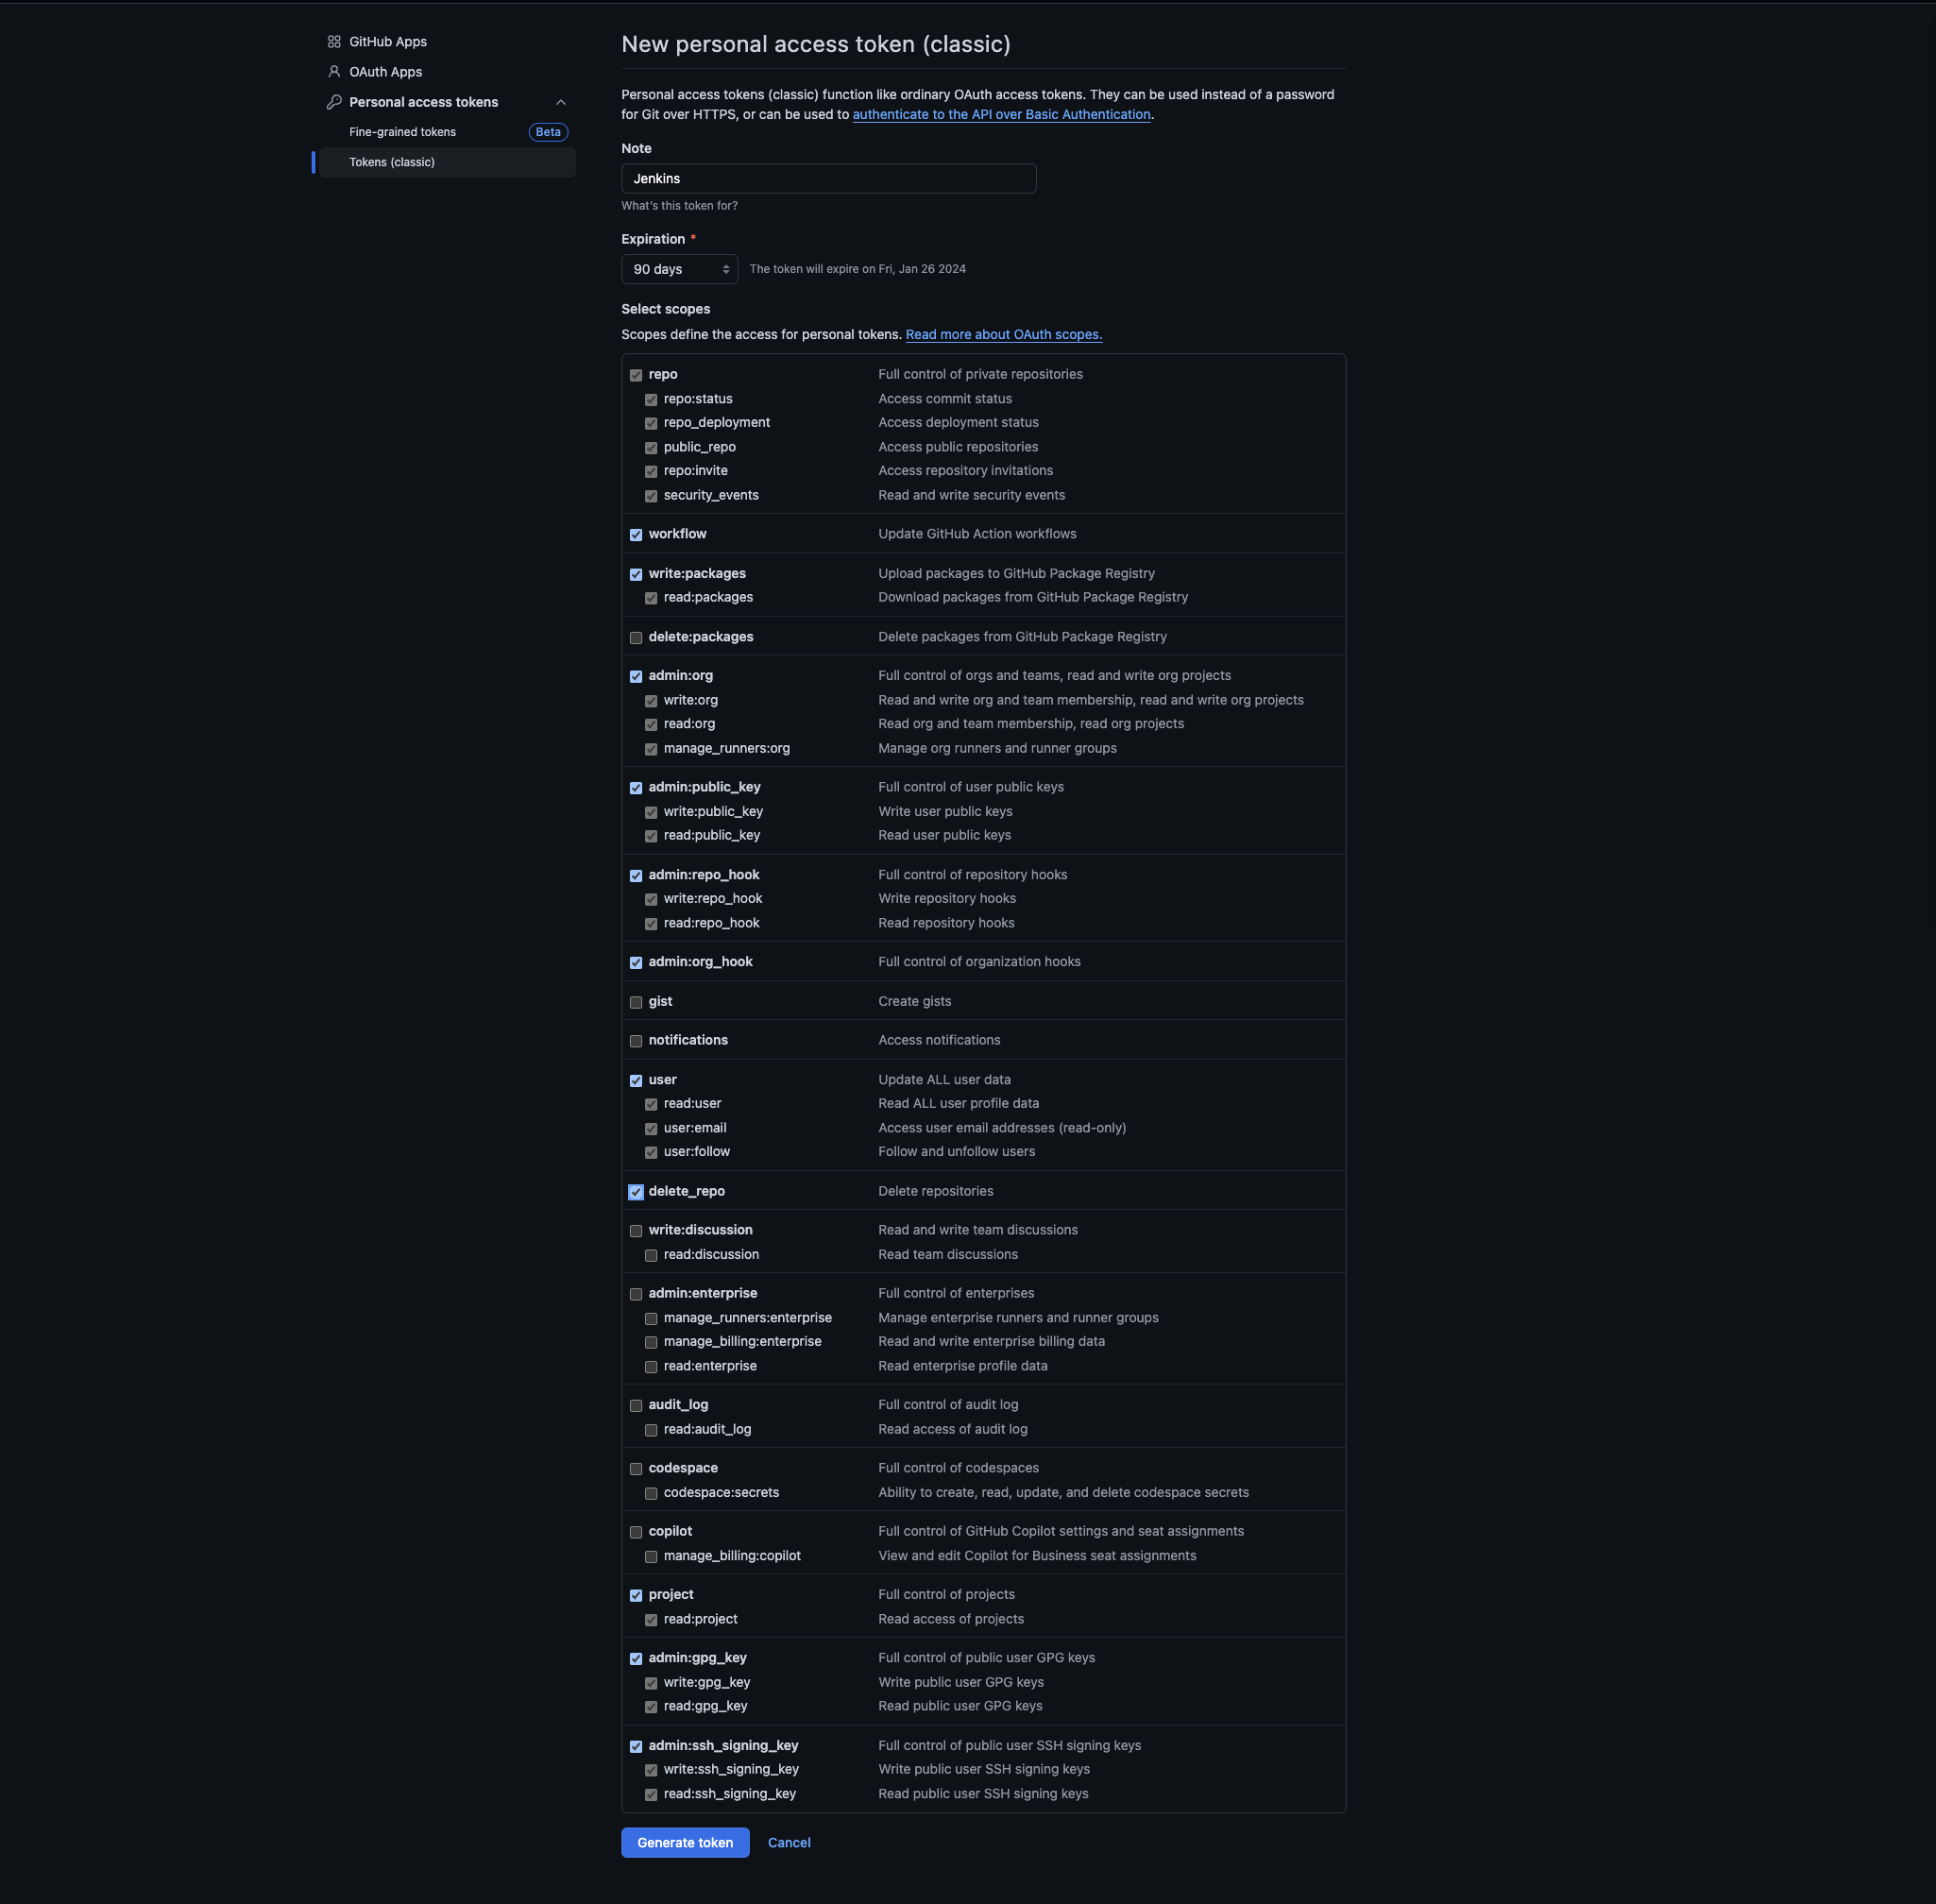 GitHub Apps
OAuth Apps
Personal access tokens
Fine-grained tokens Beta
Tokens (classic)
New personal access token (classic)
Personal access tokens (classic) function like ordinary OAuth access tokens. They can be used instead of a password
for Git over HTTPS, or can be used to authenticate to the API over Basic Authentication.
Note
Jenkins
What's this token for?
Expiration *
90 days The token will expire on Fri, Jan 26 2024
Select scopes
Scopes define the access for personal tokens. Read more about OAuth scopes.
repo Full control of private repositories
repo:status Access commit status
repo_deployment Access deployment status
public_repo Access public repositories
repo:invite Access repository invitations
security_events Read and write security events
workflow Update GitHub Action workflows
write:packages Upload packages to GitHub Package Registry
read:packages Download packages from GitHub Package Registry
delete:packages Delete packages from GitHub Package Registry
admin:org Full control of orgs and teams, read and write org projects
write:org Read and write org and team membership, read and write org projects
read:org Read org and team membership, read org projects
manage_runners:org Manage org runners and runner groups
admin:public_key Full control of user public keys
write:public_key Write user public keys
read:public_key Read user public keys
admin:repo_hook Full control of repository hooks
write:repo_hook Write repository hooks
read:repo_hook Read repository hooks
admin:org_hook Full control of organization hooks
gist Create gists
notifications Access notifications
user Update ALL user data
read:user Read ALL user profile data
user:email Access user email addresses (read-only)
user:follow Follow and unfollow users
delete_repo Delete repositories
write:discussion Read and write team discussions
read:discussion Read team discussions
admin:enterprise Full control of enterprises
manage_runners:enterprise Manage enterprise runners and runner groups
manage_billing:enterprise Read and write enterprise billing data
read:enterprise Read enterprise profile data
audit_log Full control of audit log
read:audit_log Read access of audit log
codespace Full control of codespaces
codespace:secrets Ability to create, read, update, and delete codespace secrets
copilot Full control of GitHub Copilot settings and seat assignments
manage_billing:copilot View and edit Copilot for Business seat assignments
project Full control of projects
read:project Read access of projects
admin:gpg_key Full control of public user GPG keys
write:gpg_key Write public user GPG keys
read:gpg_key Read public user GPG keys
admin:ssh_signing_key Full control of public user SSH signing keys
write:ssh_signing_key Write public user SSH signing keys
read:ssh_signing_key Read public user SSH signing keys
Generate token Cancel